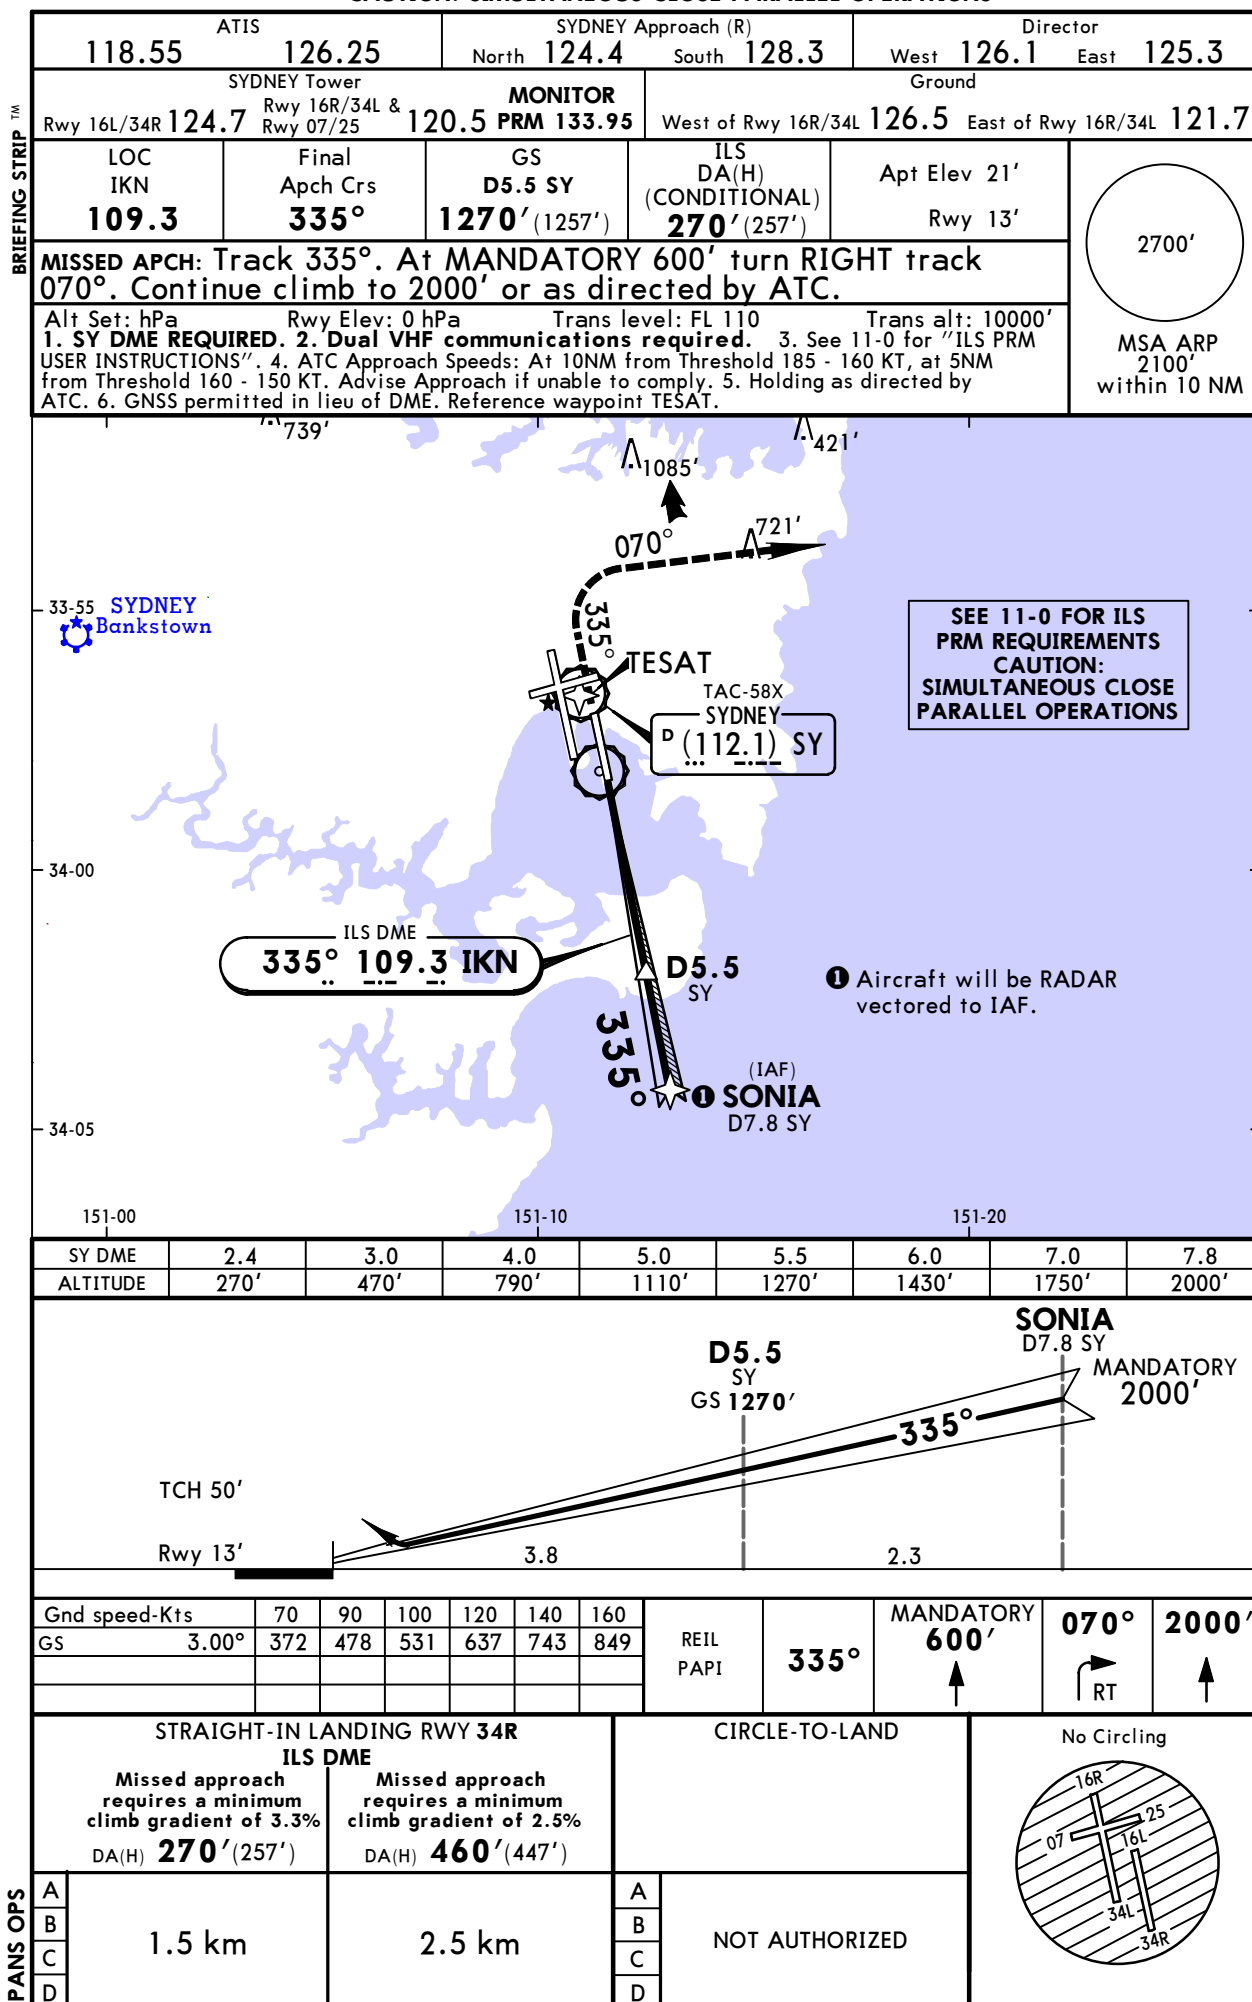 ATIS
118.55 126.25
SYDNEY Approach (R)
North 124.4 South 128.3
Director
West 126.1 East 125.3
SYDNEY Tower
Rwy 16L/34R 124.7 Rwy 16R/34L & Rwy 07/25 120.5 MONITOR PRM 133.95
Ground
West of Rwy 16R/34L 126.5 East of Rwy 16R/34L 121.7
BRIEFING STRIP TM
LOC
IKN
109.3
Final
Apch Crs
335°
GS
D5.5 SY
1270′ (1257′)
ILS
DA(H)
(CONDITIONAL)
270′ (257′)
Apt Elev 21′
Rwy 13′
2700′
MSA ARP
2100′
within 10 NM
MISSED APCH: Track 335°. At MANDATORY 600′ turn RIGHT track
070°. Continue climb to 2000′ or as directed by ATC.
Alt Set: hPa Rwy Elev: 0 hPa Trans level: FL 110 Trans alt: 10000′
1. SY DME REQUIRED. 2. Dual VHF communications required. 3. See 11-0 for "ILS PRM
USER INSTRUCTIONS". 4. ATC Approach Speeds: At 10NM from Threshold 185 - 160 KT, at 5NM
from Threshold 160 - 150 KT. Advise Approach if unable to comply. 5. Holding as directed by
ATC. 6. GNSS permitted in lieu of DME. Reference waypoint TESAT.
739′
421′
1085′
721′
070°
33-55
SYDNEY
Bankstown
335°
TESAT
SEE 11-0 FOR ILS
PRM REQUIREMENTS
CAUTION:
SIMULTANEOUS CLOSE
PARALLEL OPERATIONS
TAC-58X
SYDNEY
D (112.1) SY
34-00
ILS DME
335° 109.3 IKN
D5.5
SY
1 Aircraft will be RADAR
vectored to IAF.
335°
(IAF)
1 SONIA
D7.8 SY
34-05
151-00 151-10 151-20
SY DME 2.4 3.0 4.0 5.0 5.5 6.0 7.0 7.8
ALTITUDE 270′ 470′ 790′ 1110′ 1270′ 1430′ 1750′ 2000′
SONIA
D7.8 SY
D5.5
SY
GS 1270′
MANDATORY
2000′
335°
TCH 50′
Rwy 13′
3.8 2.3
Gnd speed-Kts 70 90 100 120 140 160
GS 3.00° 372 478 531 637 743 849
REIL
PAPI
335°
MANDATORY
600′
070°
RT
2000′
STRAIGHT-IN LANDING RWY 34R
ILS DME
Missed approach
requires a minimum
climb gradient of 3.3%
DA(H) 270′ (257′)
Missed approach
requires a minimum
climb gradient of 2.5%
DA(H) 460′ (447′)
CIRCLE-TO-LAND
No Circling
16R
25
07
16L
34L
34R
PANS OPS
A
B
C
D
1.5 km
2.5 km
A
B
C
D
NOT AUTHORIZED